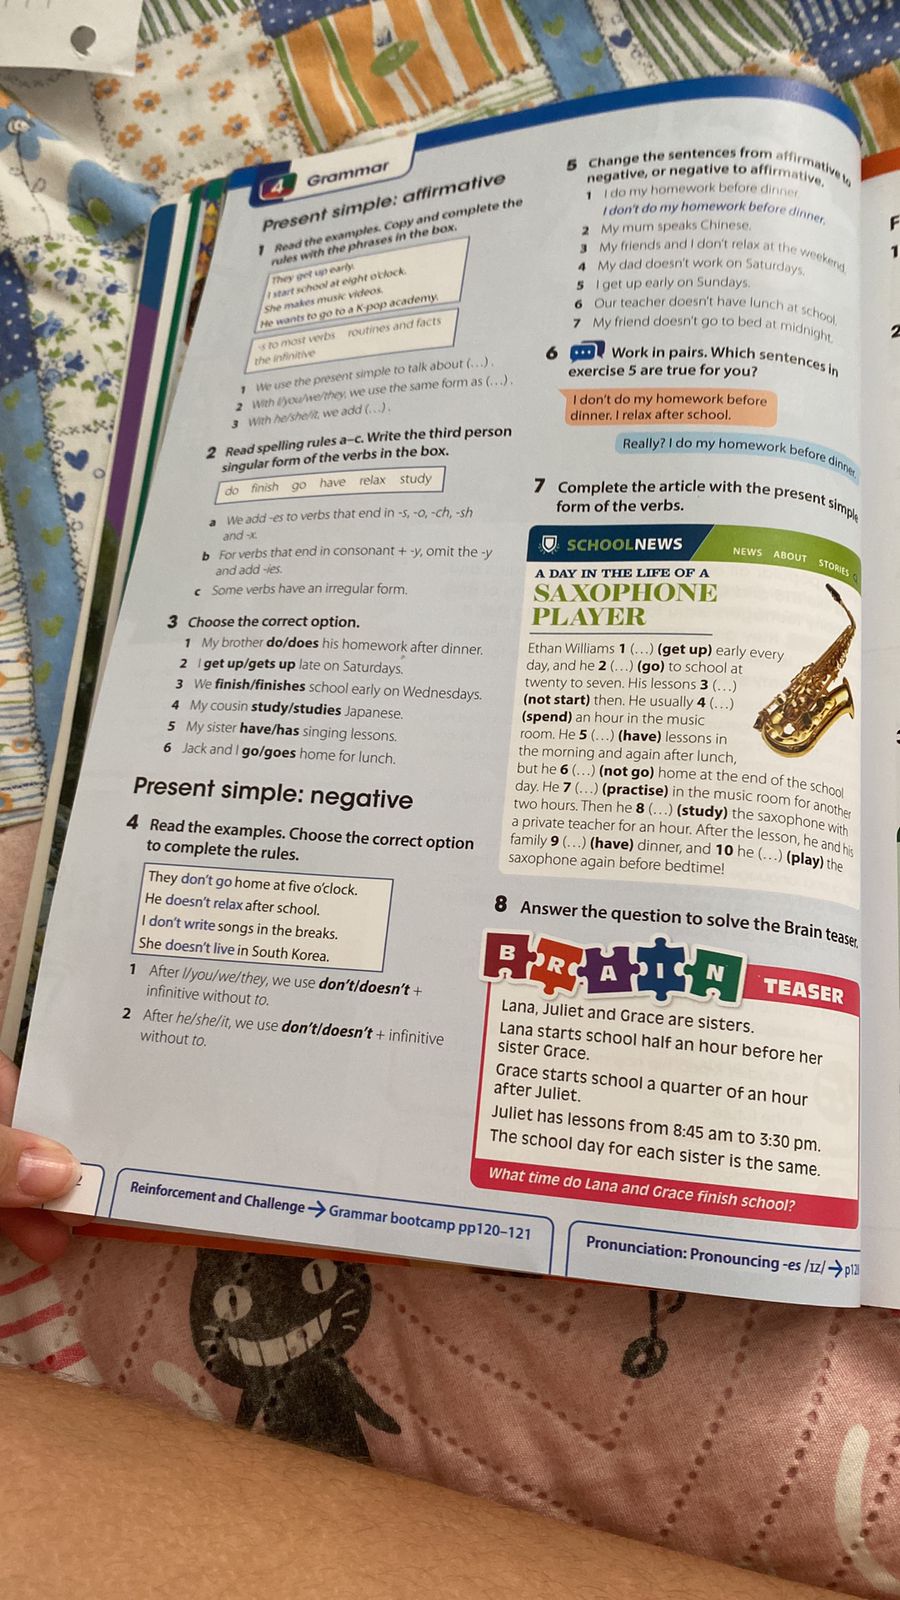 4 Grammar
Present simple: affirmative
1 Read the examples. Copy and complete the
rules with the phrases in the box.
They get up early.
I start school at eight o'clock.
She makes music videos.
He wants to go to a K-pop academy.
-s to most verbs routines and facts
the infinitive
1 We use the present simple to talk about (…) .
2 With I/you/we/they, we use the same form as (…) .
3 With he/she/it, we add (…) .
2 Read spelling rules a–c. Write the third person
singular form of the verbs in the box.
do finish go have relax study
a We add -es to verbs that end in -s, -o, -ch, -sh
and -x.
b For verbs that end in consonant + -y, omit the -y
and add -ies.
c Some verbs have an irregular form.
3 Choose the correct option.
1 My brother do/does his homework after dinner.
2 I get up/gets up late on Saturdays.
3 We finish/finishes school early on Wednesdays.
4 My cousin study/studies Japanese.
5 My sister have/has singing lessons.
6 Jack and I go/goes home for lunch.
Present simple: negative
4 Read the examples. Choose the correct option
to complete the rules.
They don't go home at five o'clock.
He doesn't relax after school.
I don't write songs in the breaks.
She doesn't live in South Korea.
1 After I/you/we/they, we use don't/doesn't +
infinitive without to.
2 After he/she/it, we use don't/doesn't + infinitive
without to.
5 Change the sentences from affirmative to
negative, or negative to affirmative.
1 I do my homework before dinner.
I don't do my homework before dinner.
2 My mum speaks Chinese.
3 My friends and I don't relax at the weekend.
4 My dad doesn't work on Saturdays.
5 I get up early on Sundays.
6 Our teacher doesn't have lunch at school.
7 My friend doesn't go to bed at midnight.
6 Work in pairs. Which sentences in
exercise 5 are true for you?
I don't do my homework before
dinner. I relax after school.
Really? I do my homework before dinner.
7 Complete the article with the present simple
form of the verbs.
SCHOOLNEWS
NEWS ABOUT STORIES
A DAY IN THE LIFE OF A
SAXOPHONE
PLAYER
Ethan Williams 1 (…) (get up) early every
day, and he 2 (…) (go) to school at
twenty to seven. His lessons 3 (…)
(not start) then. He usually 4 (…)
(spend) an hour in the music
room. He 5 (…) (have) lessons in
the morning and again after lunch,
but he 6 (…) (not go) home at the end of the school
day. He 7 (…) (practise) in the music room for another
two hours. Then he 8 (…) (study) the saxophone with
a private teacher for an hour. After the lesson, he and his
family 9 (…) (have) dinner, and 10 he (…) (play) the
saxophone again before bedtime!
8 Answer the question to solve the Brain teaser.
BRAIN TEASER
Lana, Juliet and Grace are sisters.
Lana starts school half an hour before her
sister Grace.
Grace starts school a quarter of an hour
after Juliet.
Juliet has lessons from 8:45 am to 3:30 pm.
The school day for each sister is the same.
What time do Lana and Grace finish school?
2
Reinforcement and Challenge → Grammar bootcamp pp120–121
Pronunciation: Pronouncing -es /ɪz/ →
F
1
2